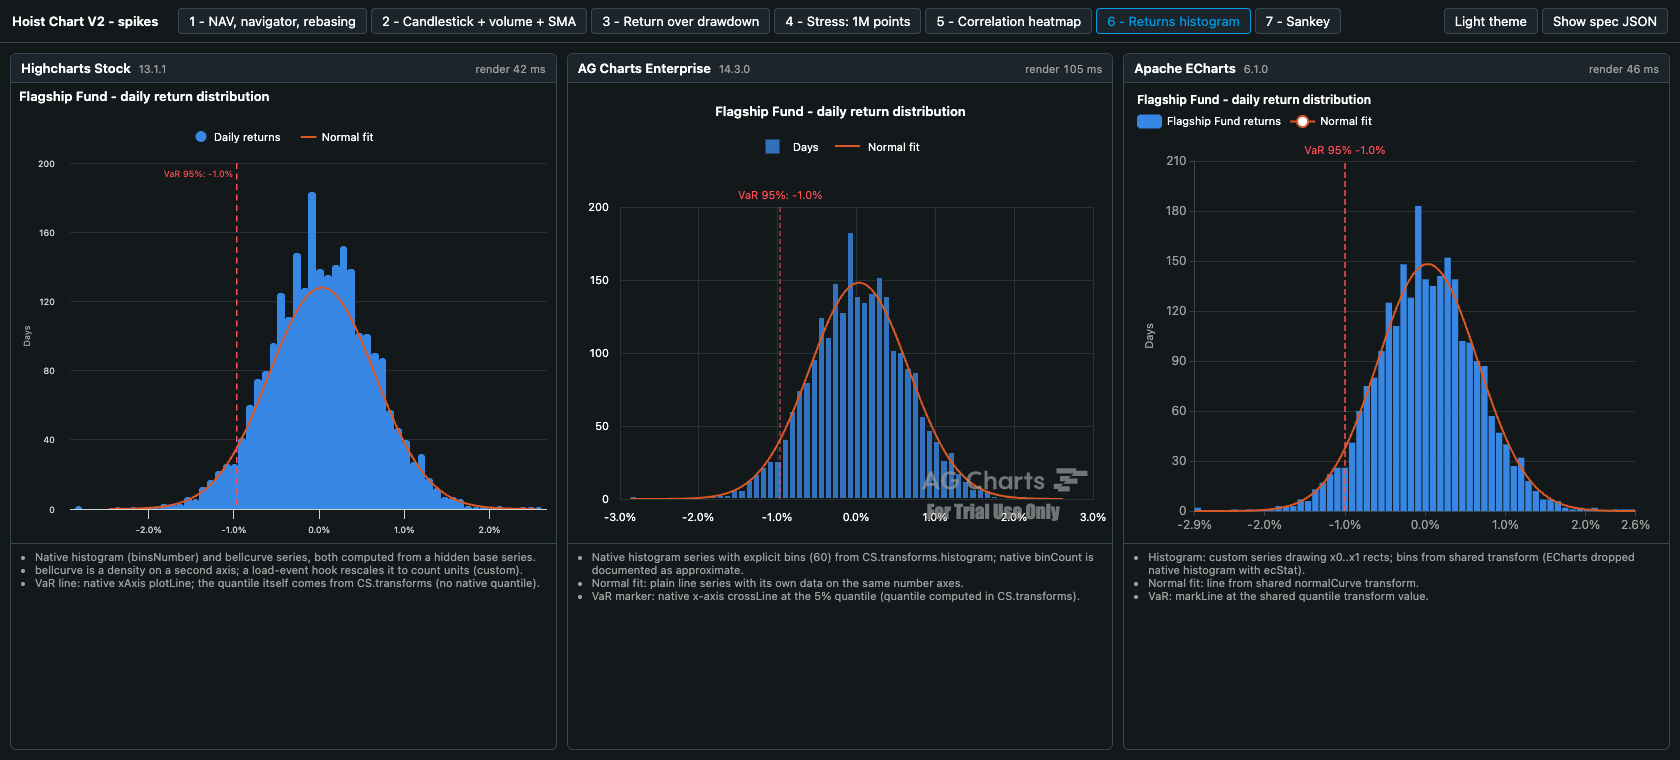 Hoist Chart V2 - spikes
1 - NAV, navigator, rebasing
2 - Candlestick + volume + SMA
3 - Return over drawdown
4 - Stress: 1M points
5 - Correlation heatmap
6 - Returns histogram
7 - Sankey
Light theme
Show spec JSON
Highcharts Stock 13.1.1
render 42 ms
Flagship Fund - daily return distribution
Daily returns
Normal fit
200
VaR 95%: -1.0%
160
120
Days
80
40
0
-2.0%
-1.0%
0.0%
1.0%
2.0%
• Native histogram (binsNumber) and bellcurve series, both computed from a hidden base series.
• bellcurve is a density on a second axis; a load-event hook rescales it to count units (custom).
• VaR line: native xAxis plotLine; the quantile itself comes from CS.transforms (no native quantile).
AG Charts Enterprise 14.3.0
render 105 ms
Flagship Fund - daily return distribution
Days
Normal fit
VaR 95%: -1.0%
200
150
100
50
0
AG Charts
For Trial Use Only
-3.0%
-2.0%
-1.0%
0.0%
1.0%
2.0%
3.0%
• Native histogram series with explicit bins (60) from CS.transforms.histogram; native binCount is
documented as approximate.
• Normal fit: plain line series with its own data on the same number axes.
• VaR marker: native x-axis crossLine at the 5% quantile (quantile computed in CS.transforms).
Apache ECharts 6.1.0
render 46 ms
Flagship Fund - daily return distribution
Flagship Fund returns
Normal fit
VaR 95% -1.0%
210
180
150
120
Days
90
60
30
0
-2.9%
-2.0%
-1.0%
0.0%
1.0%
2.0%
2.6%
• Histogram: custom series drawing x0..x1 rects; bins from shared transform (ECharts dropped
native histogram with ecStat).
• Normal fit: line from shared normalCurve transform.
• VaR: markLine at the shared quantile transform value.